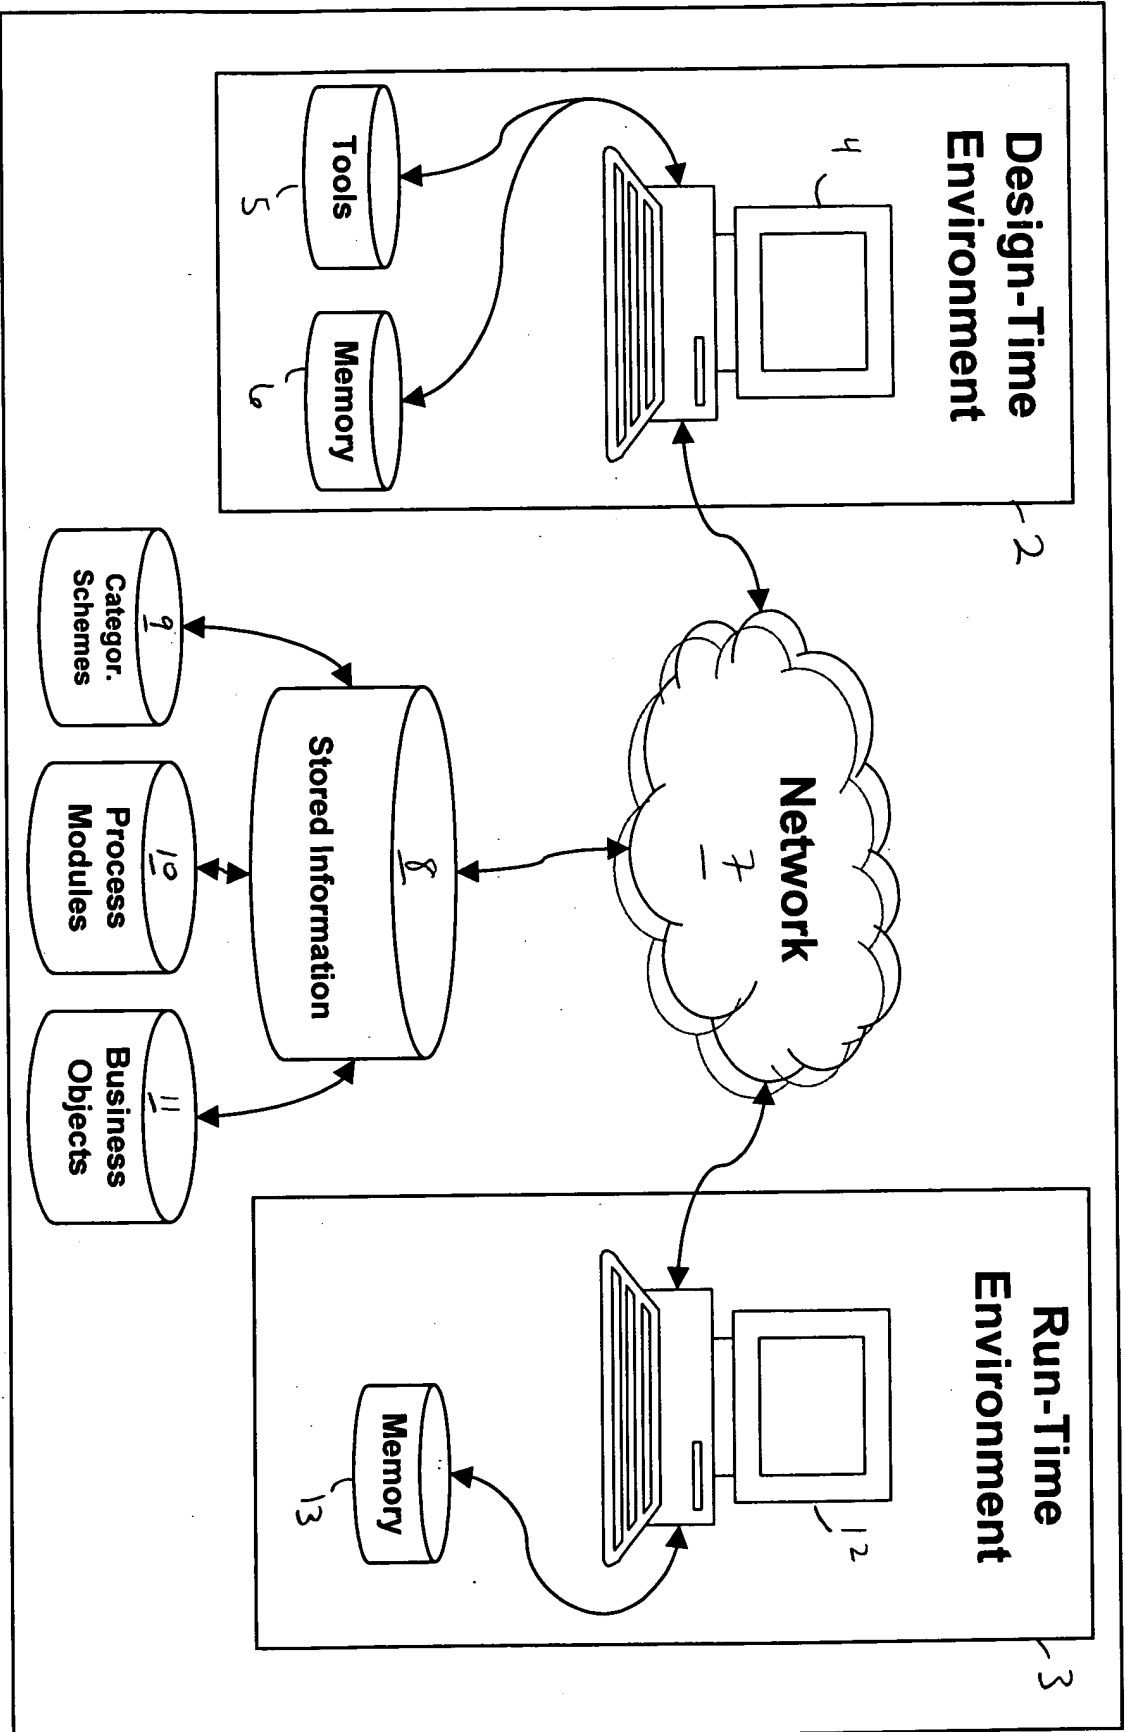 Design-Time
Environment
2
4
Tools
5
Memory
6
Network
7
8
Stored Information
9
Categor.
Schemes
10
Process
Modules
11
Business
Objects
Run-Time
Environment
3
12
Memory
13